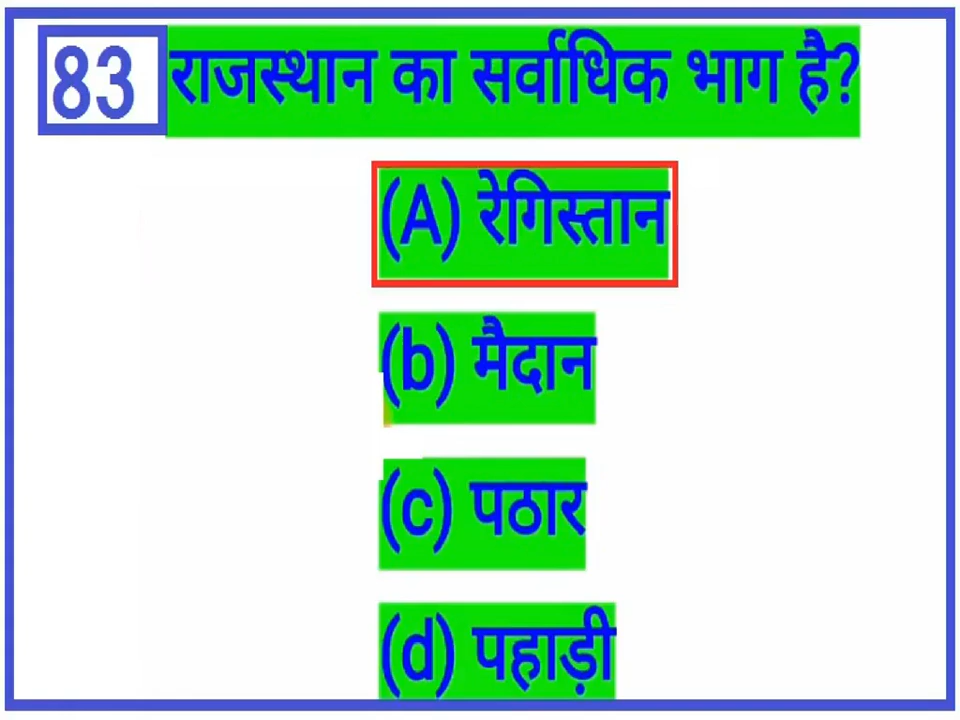 83 राजस्थान का सर्वाधिक भाग है?
(A) रेगिस्तान
(b) मैदान
(c) पठार
(d) पहाड़ी